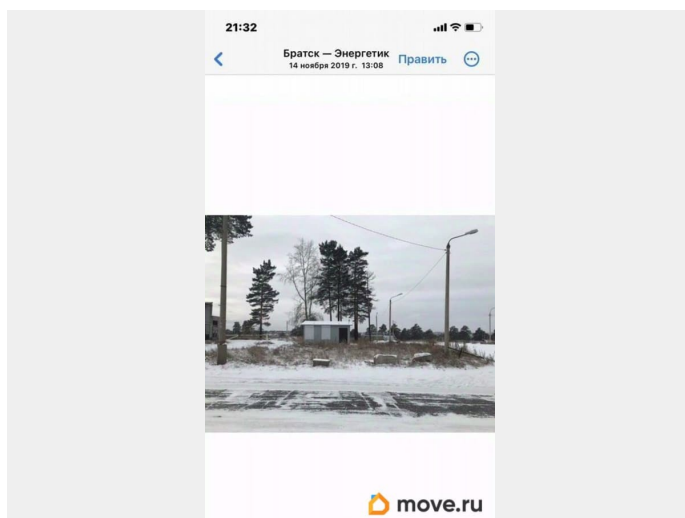 21:32
Братск — Энергетик
14 ноября 2019 г. 13:08
Править
move.ru